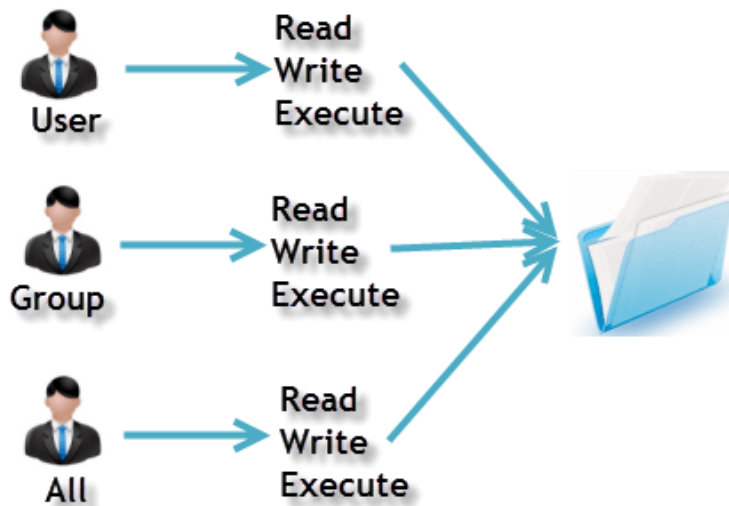 User
Read
Write
Execute
Group
Read
Write
Execute
All
Read
Write
Execute